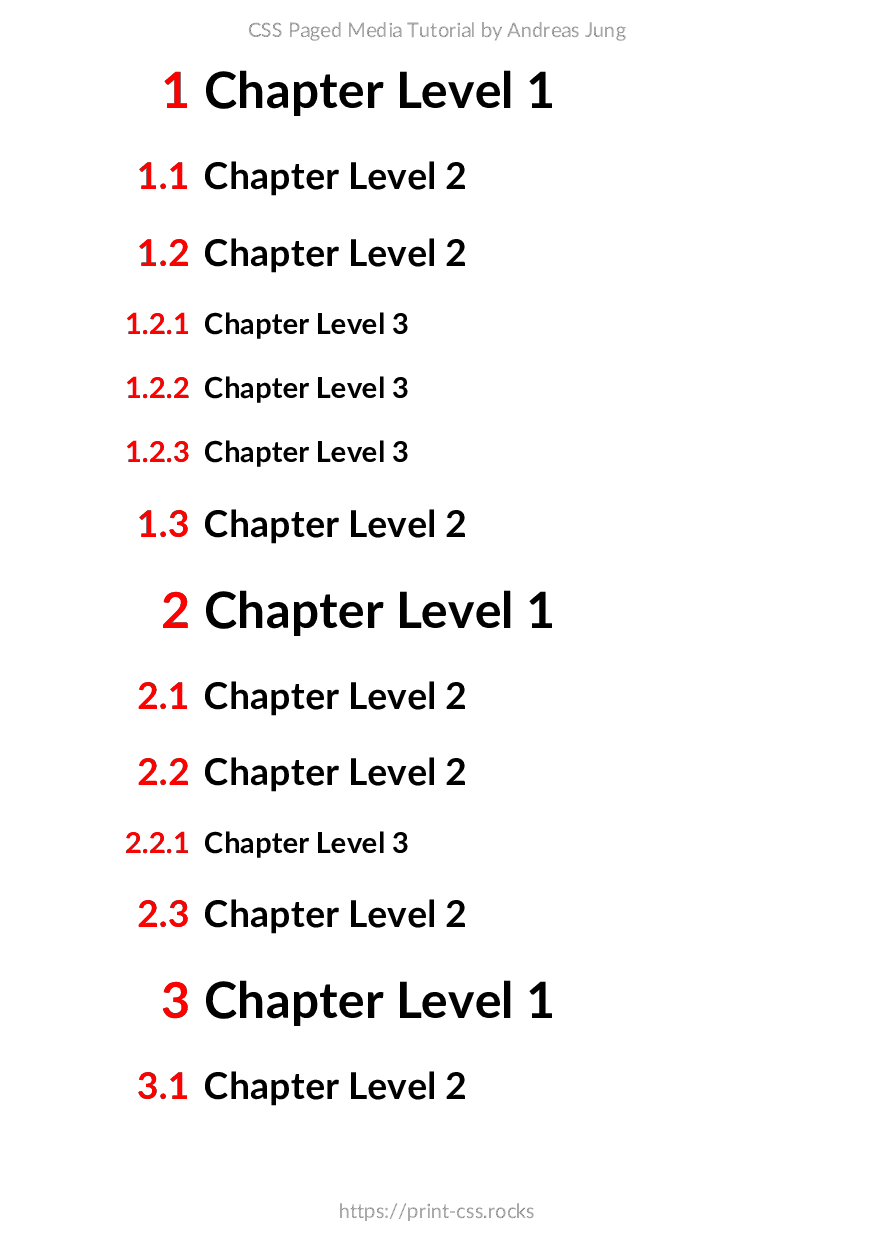 CSS Paged Media Tutorial by Andreas Jung
1 Chapter Level 1
1.1 Chapter Level 2
1.2 Chapter Level 2
1.2.1 Chapter Level 3
1.2.2 Chapter Level 3
1.2.3 Chapter Level 3
1.3 Chapter Level 2
2 Chapter Level 1
2.1 Chapter Level 2
2.2 Chapter Level 2
2.2.1 Chapter Level 3
2.3 Chapter Level 2
3 Chapter Level 1
3.1 Chapter Level 2
https://print-css.rocks